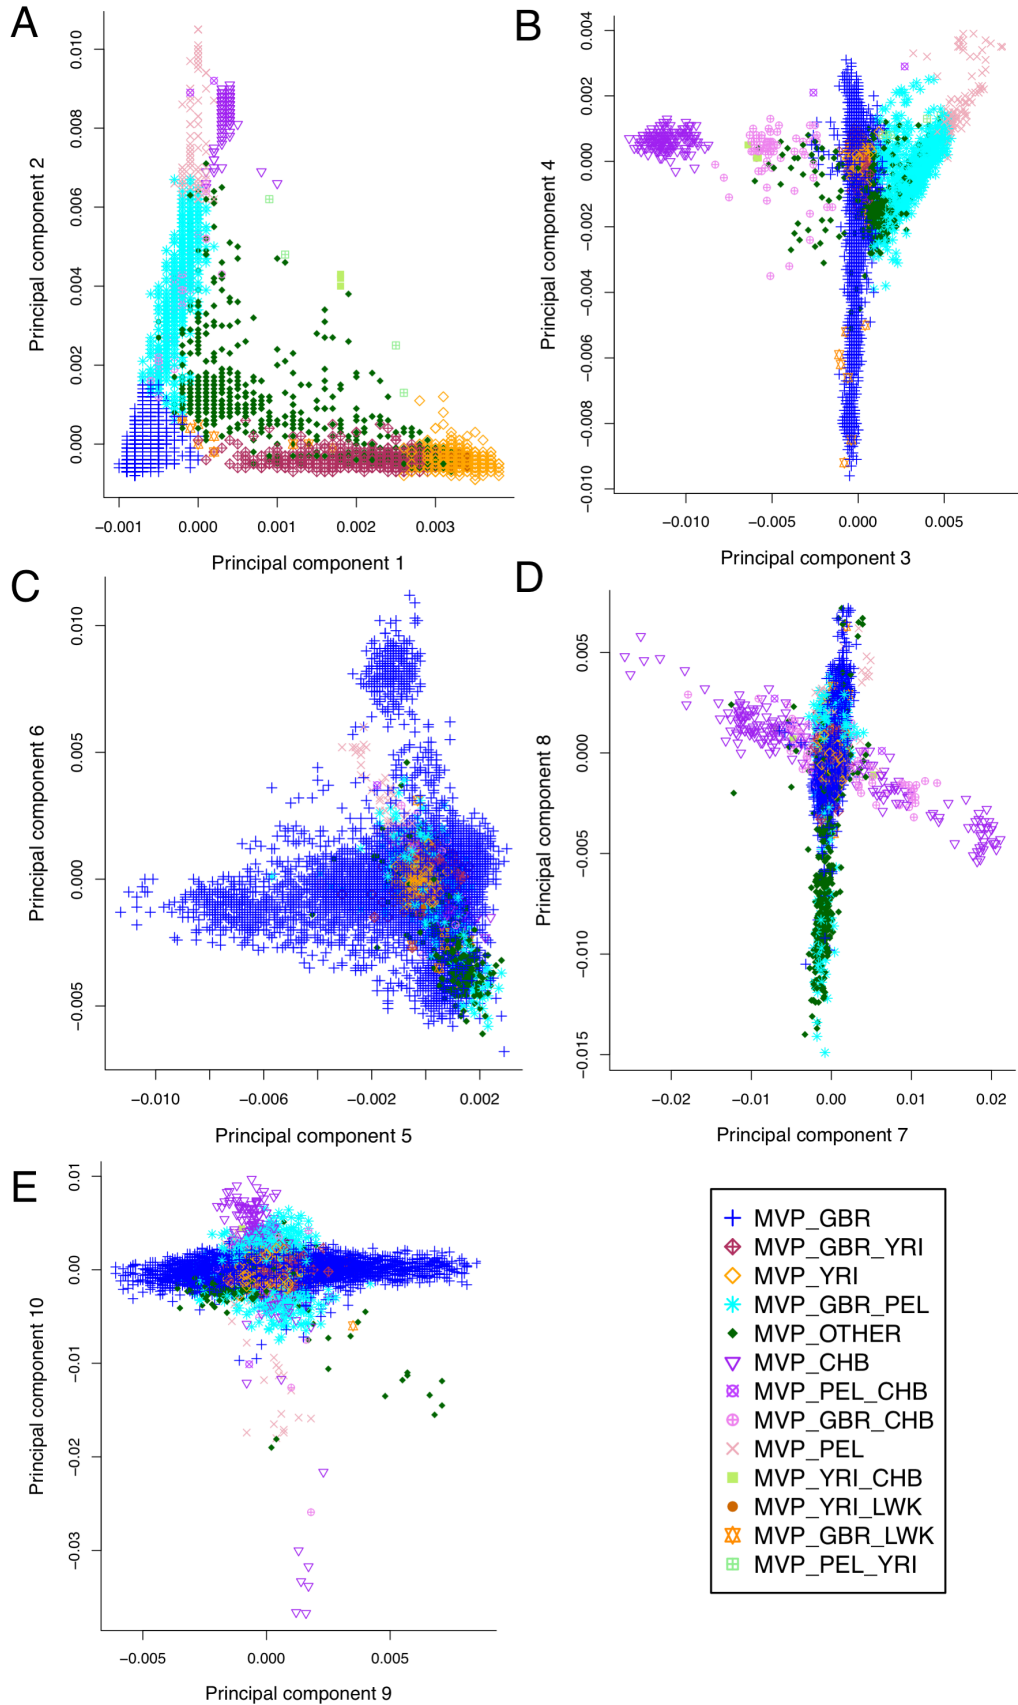 A
Principal component 2
0.000
0.002
0.004
0.006
0.008
0.010
−0.001
0.000
0.001
0.002
0.003
Principal component 1
B
Principal component 4
−0.010
−0.008
−0.006
−0.004
−0.002
0.000
0.002
0.004
−0.010
−0.005
0.000
0.005
Principal component 3
C
Principal component 6
−0.005
0.000
0.005
0.010
−0.010
−0.006
−0.002
0.002
Principal component 5
D
Principal component 8
−0.015
−0.010
−0.005
0.000
0.005
−0.02
−0.01
0.00
0.01
0.02
Principal component 7
E
Principal component 10
−0.03
−0.02
−0.01
0.00
0.01
−0.005
0.000
0.005
Principal component 9
MVP_GBR
MVP_GBR_YRI
MVP_YRI
MVP_GBR_PEL
MVP_OTHER
MVP_CHB
MVP_PEL_CHB
MVP_GBR_CHB
MVP_PEL
MVP_YRI_CHB
MVP_YRI_LWK
MVP_GBR_LWK
MVP_PEL_YRI